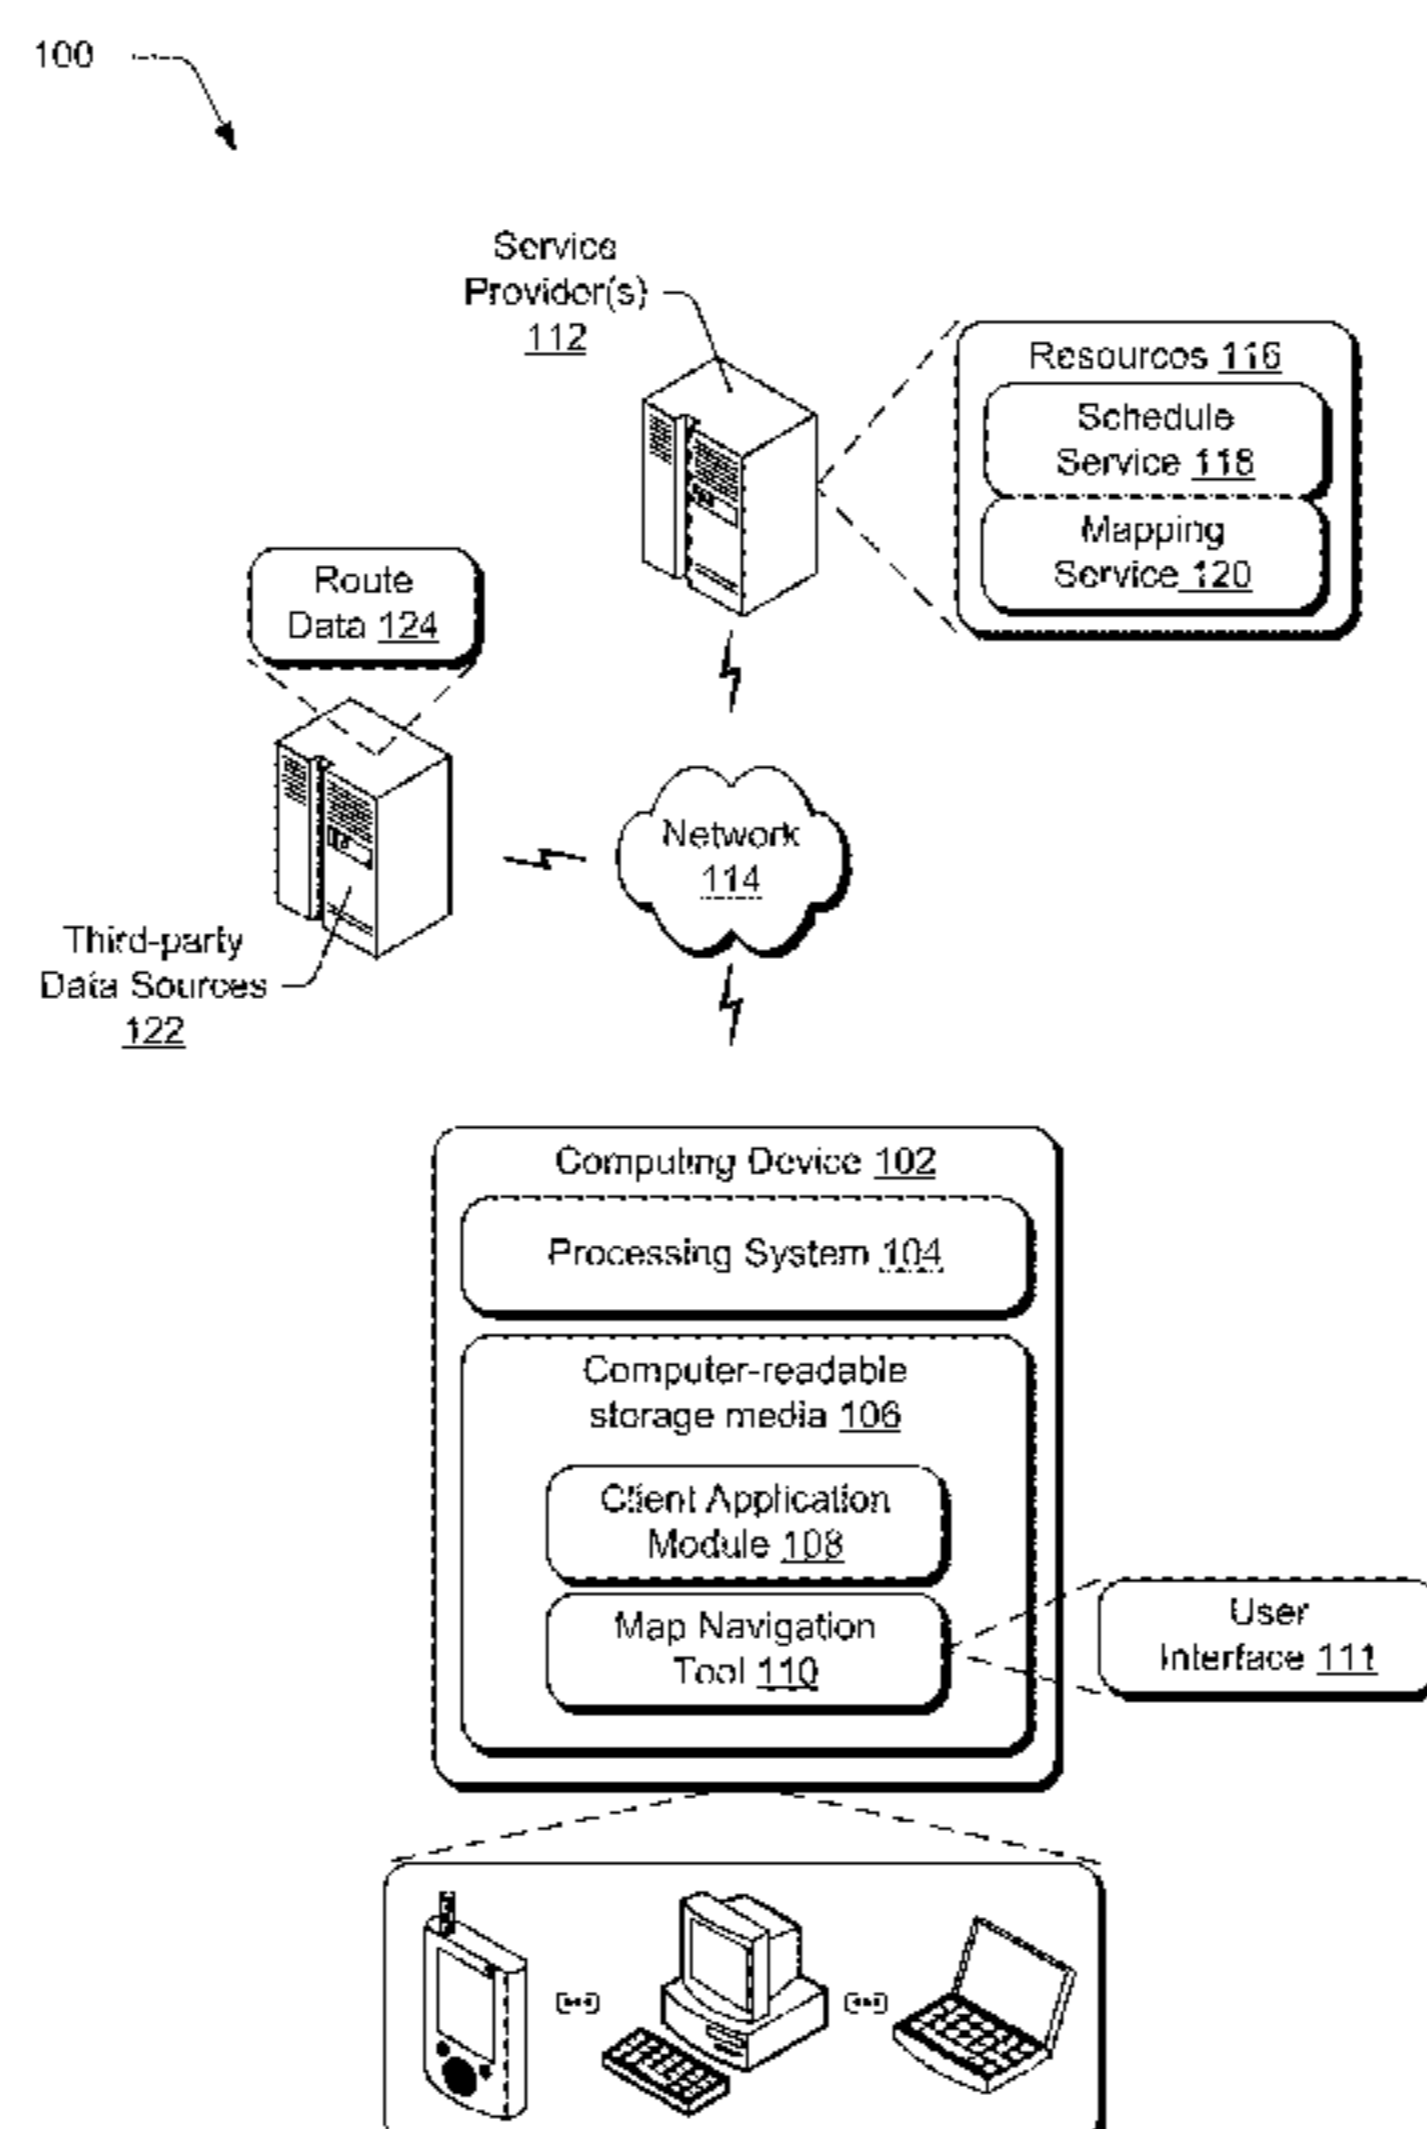 100
Service
Provider(s)
112
Resources 116
Schedule
Service 118
Mapping
Service 120
Route
Data 124
Network
114
Third-party
Data Sources
122
Computing Device 102
Processing System 104
Computer-readable
storage media 106
Client Application
Module 108
Map Navigation
Tool 110
User
Interface 111